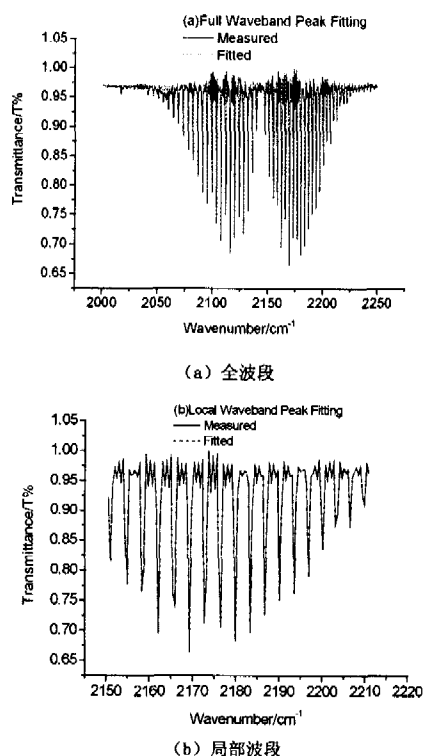 (a)Full Waveband Peak Fitting
Measured
Fitted
1.05
1.00
0.95
0.90
0.85
0.80
0.75
0.70
0.65
Transmittance/T%
2000 2050 2100 2150 2200 2250
Wavenumber/cm⁻¹
(a) 全波段
(b)Local Waveband Peak Fitting
Measured
Fitted
1.05
1.00
0.95
0.90
0.85
0.80
0.75
0.70
0.65
Transmittance/T%
2150 2160 2170 2180 2190 2200 2210 2220
Wavenumber/cm⁻¹
(b) 局部波段